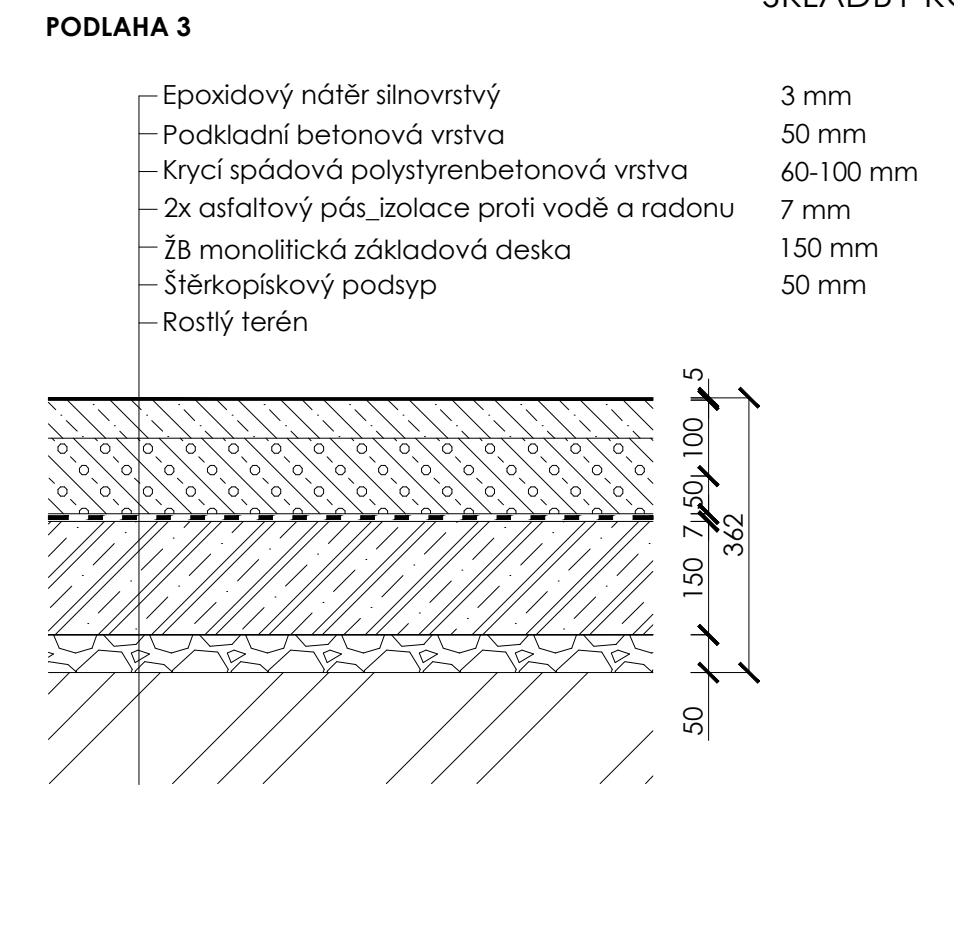 PODLAHA 3
Epoxidový nátěr silnovrstvý 3 mm
Podkladní betonová vrstva 50 mm
Krycí spádová polystyrenbetonová vrstva 60-100 mm
2x asfaltový pás_izolace proti vodě a radonu 7 mm
ŽB monolitická základová deska 150 mm
Štěrkopískový podsyp 50 mm
Rostlý terén
5
100
50
7
150
50
362